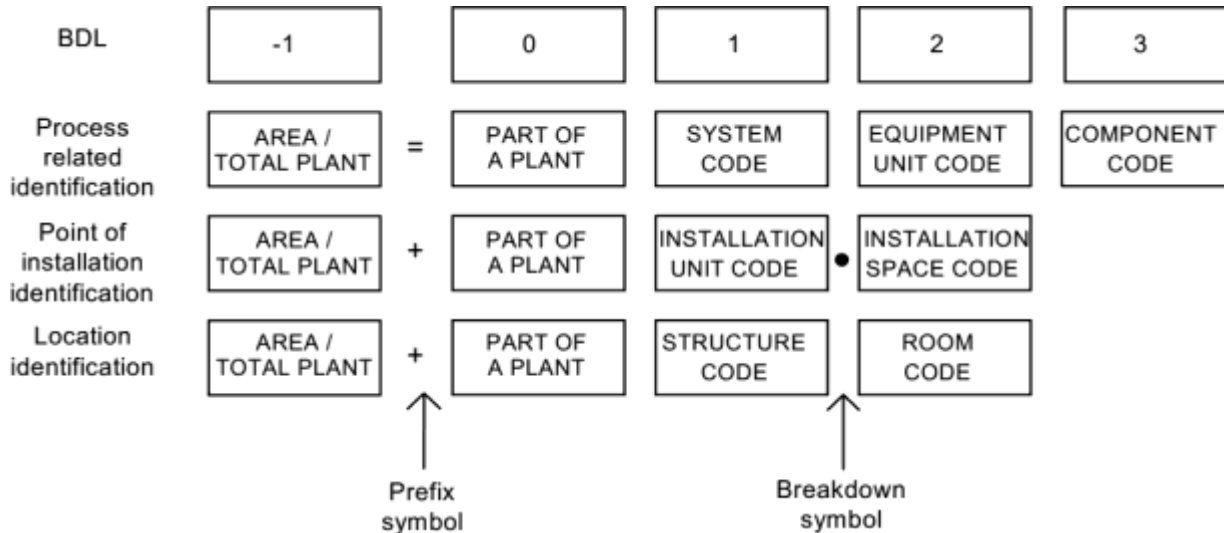 BDL -1 0 1 2 3
Process related identification
AREA / TOTAL PLANT
=
PART OF A PLANT
SYSTEM CODE
EQUIPMENT UNIT CODE
COMPONENT CODE
Point of installation identification
AREA / TOTAL PLANT
+
PART OF A PLANT
INSTALLATION UNIT CODE
•
INSTALLATION SPACE CODE
Location identification
AREA / TOTAL PLANT
+
PART OF A PLANT
STRUCTURE CODE
ROOM CODE
Prefix symbol
Breakdown symbol